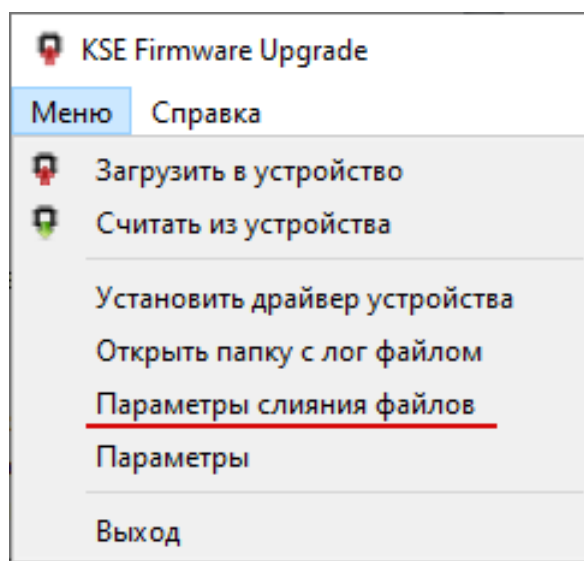 KSE Firmware Upgrade
Меню Справка
Загрузить в устройство
Считать из устройства
Установить драйвер устройства
Открыть папку с лог файлом
Параметры слияния файлов
Параметры
Выход